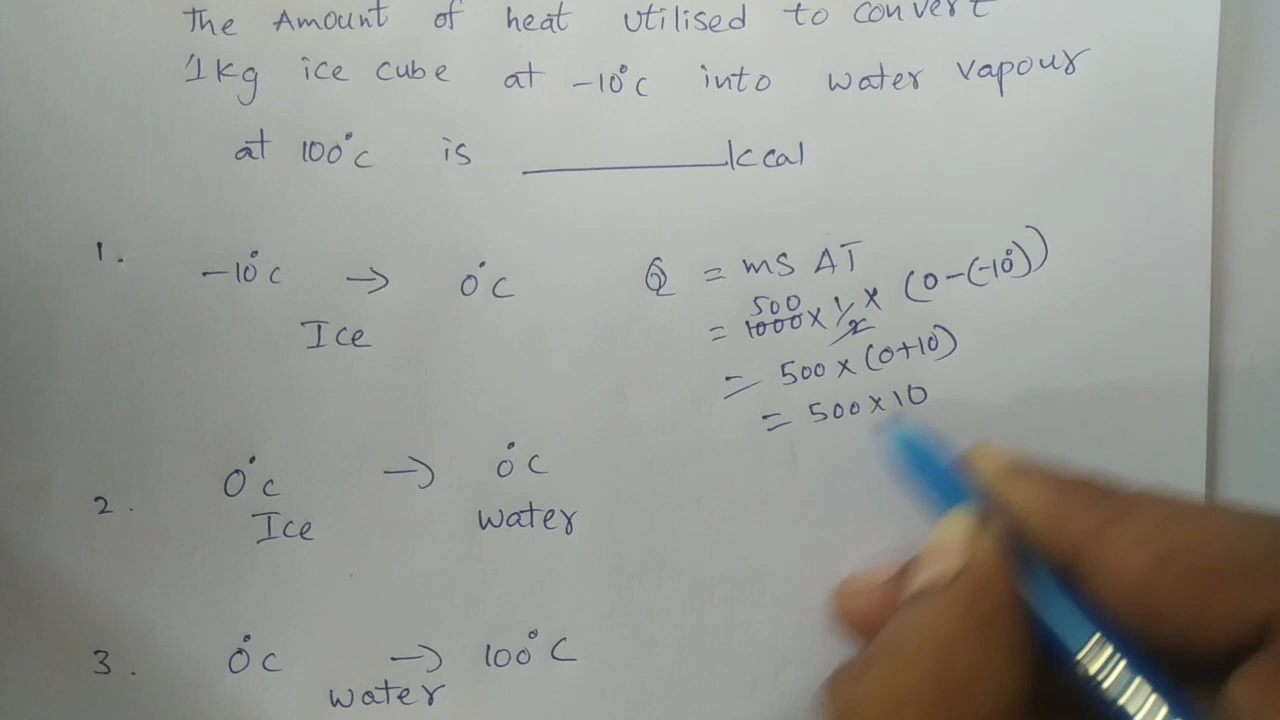 The Amount of heat utilised to convert
1kg ice cube at -10°C into water vapour
at 100°C is ________ kcal
1. -10°C → 0°C
Ice
Q = ms ΔT
500
= 1000 x 1/2 x (0-(-10°))
= 500 x (0+10)
= 500 x 10
2. 0°C → 0°C
Ice water
3. 0°C → 100°C
water